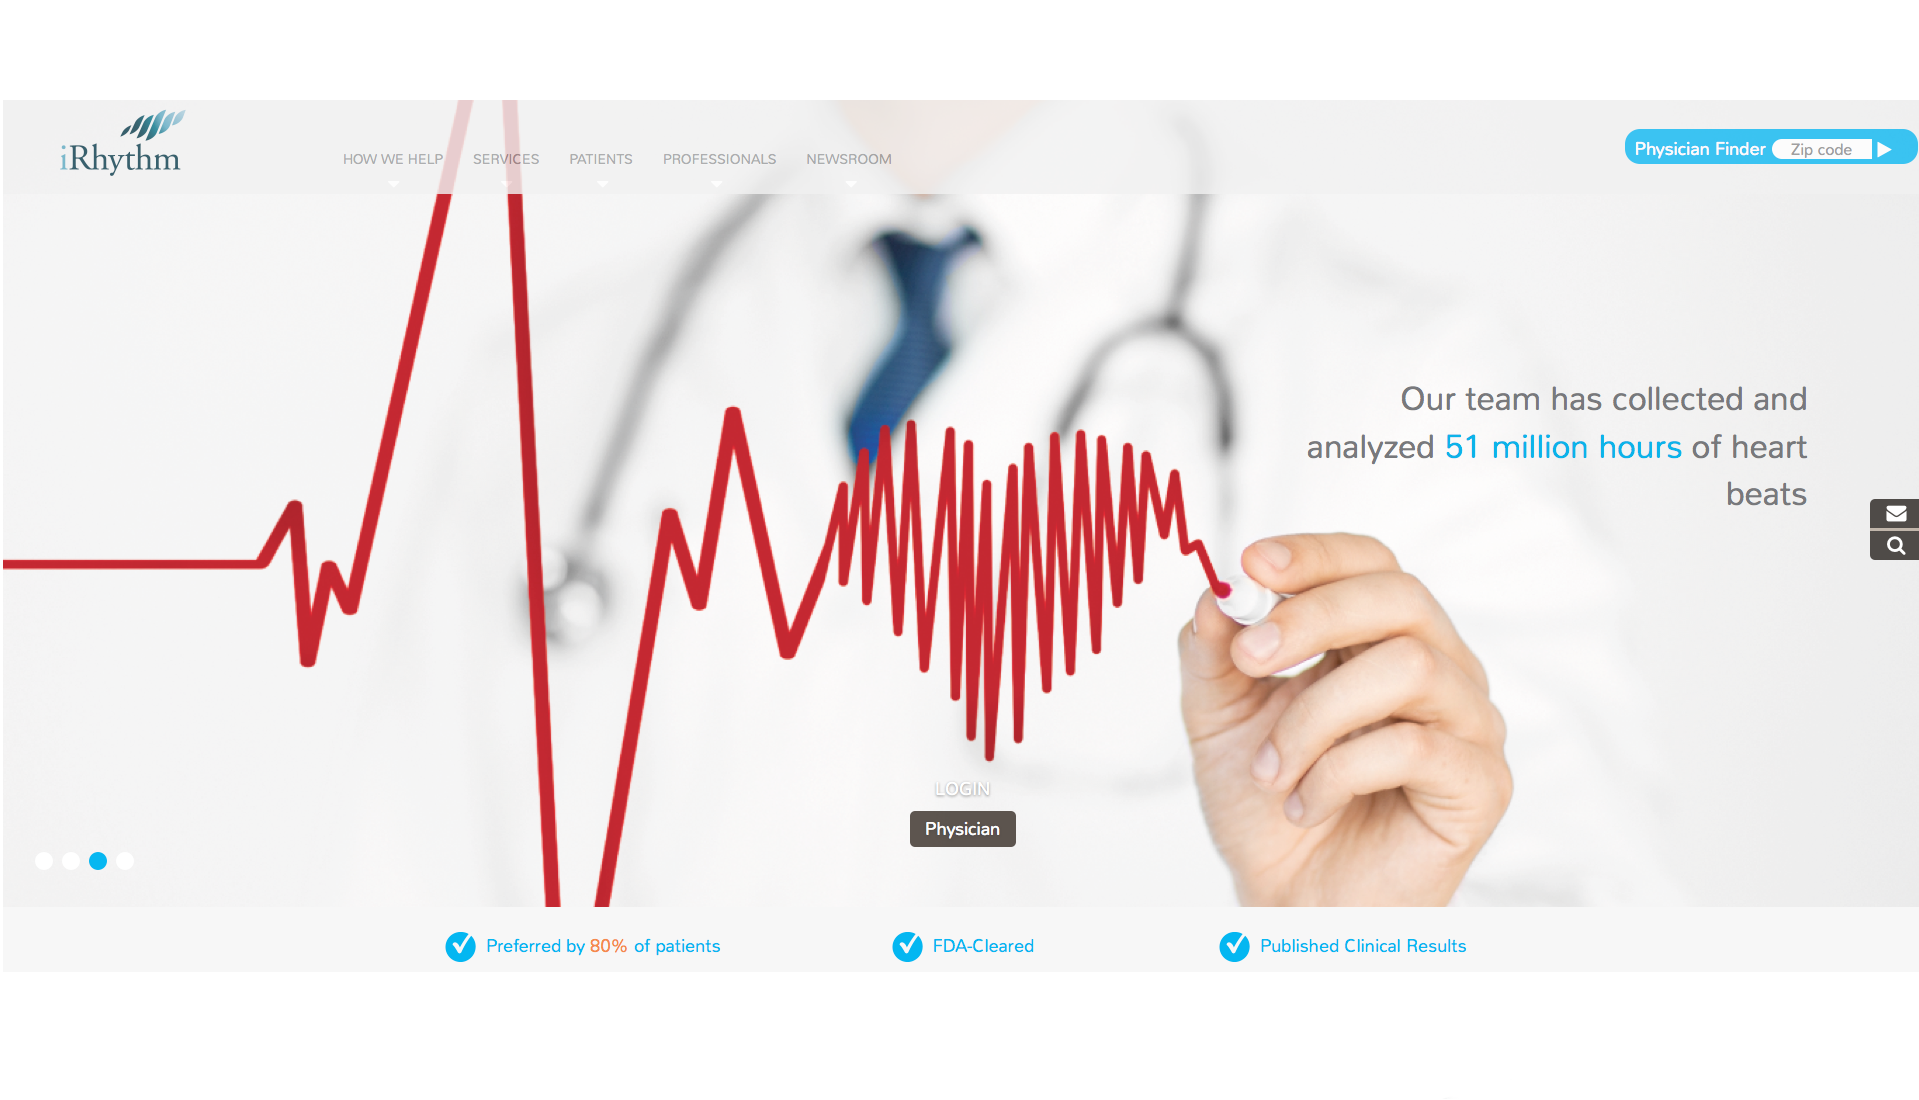 iRhythm
HOW WE HELP
SERVICES
PATIENTS
PROFESSIONALS
NEWSROOM
Physician Finder
Zip code
Our team has collected and
analyzed 51 million hours of heart
beats
LOGIN
Physician
Preferred by 80% of patients
FDA-Cleared
Published Clinical Results